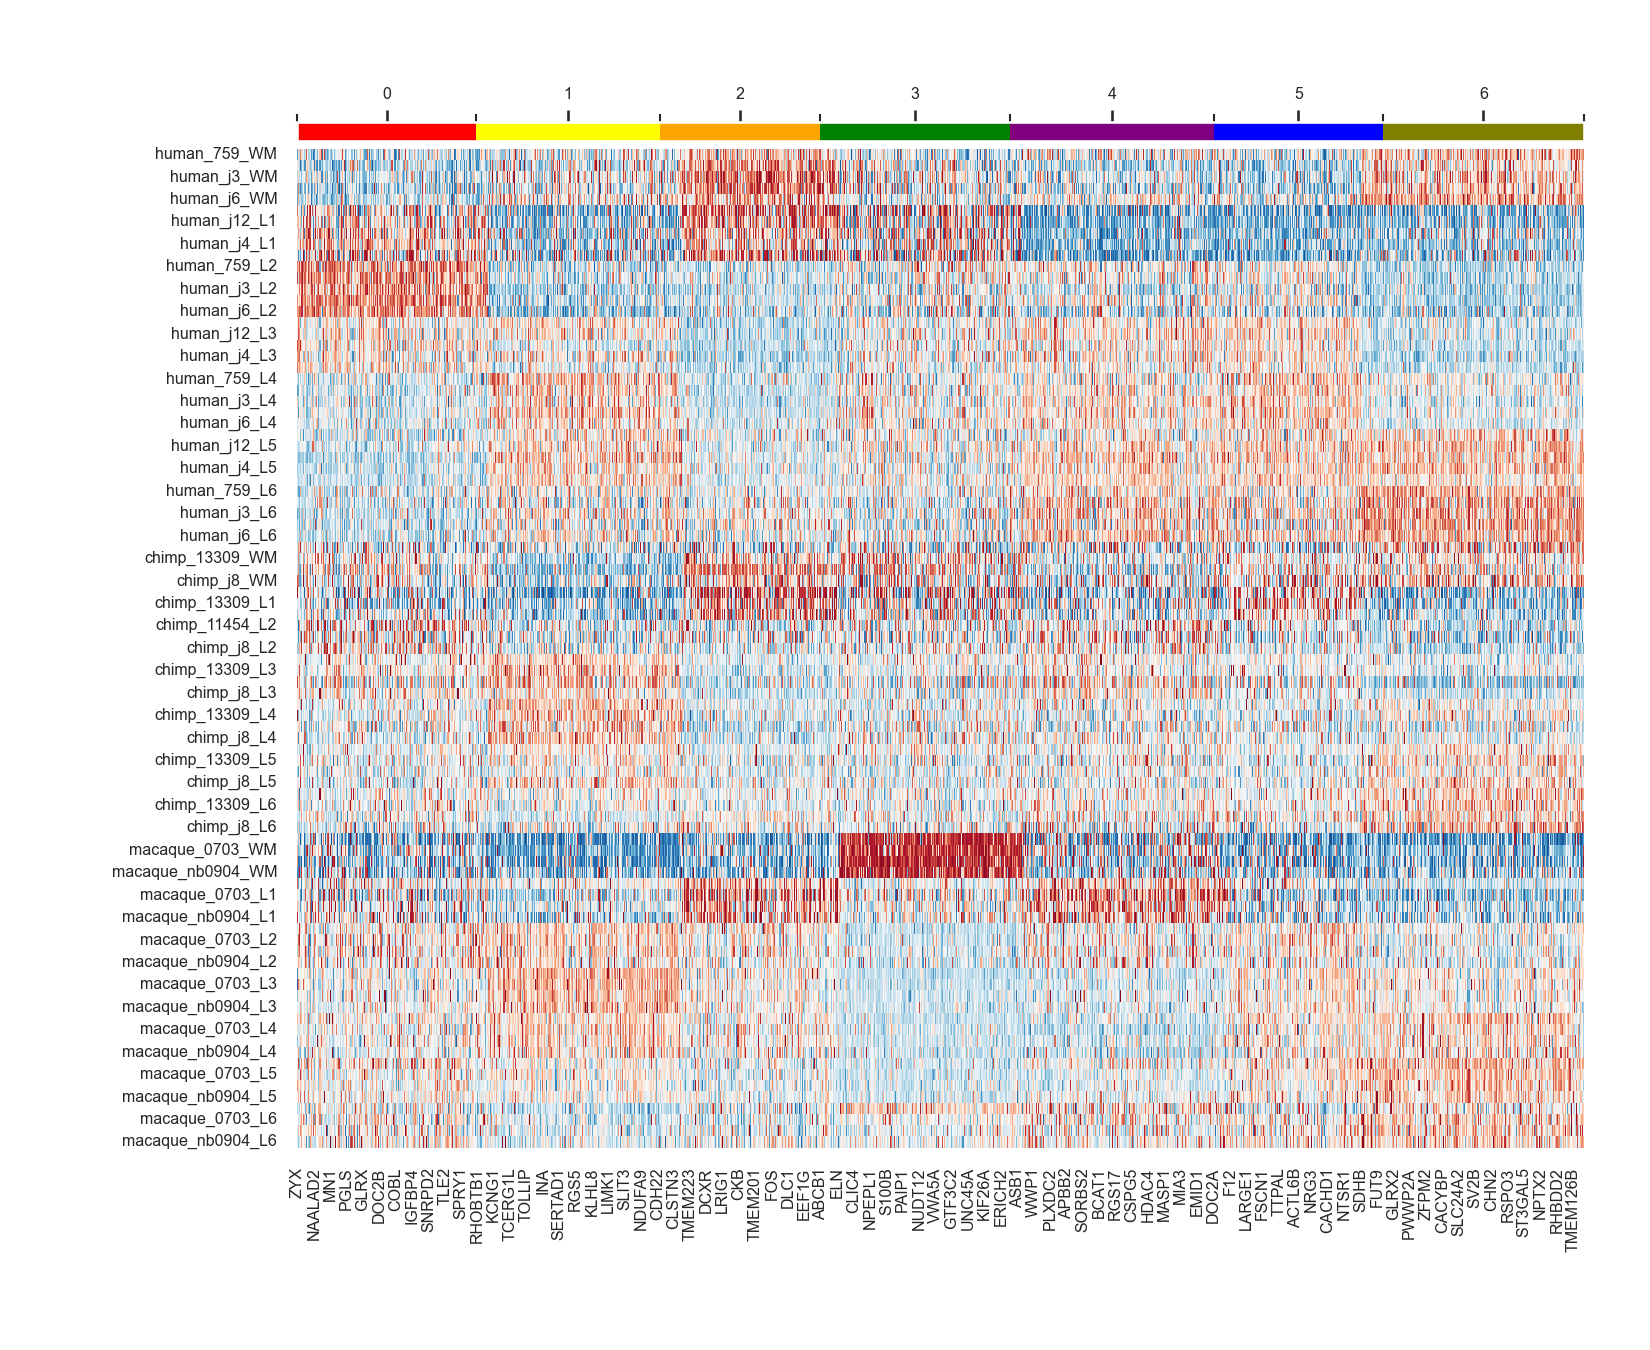 0 1 2 3 4 5 6
human_759_WM
human_j3_WM
human_j6_WM
human_j12_L1
human_j4_L1
human_759_L2
human_j3_L2
human_j6_L2
human_j12_L3
human_j4_L3
human_759_L4
human_j3_L4
human_j6_L4
human_j12_L5
human_j4_L5
human_759_L6
human_j3_L6
human_j6_L6
chimp_13309_WM
chimp_j8_WM
chimp_13309_L1
chimp_11454_L2
chimp_j8_L2
chimp_13309_L3
chimp_j8_L3
chimp_13309_L4
chimp_j8_L4
chimp_13309_L5
chimp_j8_L5
chimp_13309_L6
chimp_j8_L6
macaque_0703_WM
macaque_nb0904_WM
macaque_0703_L1
macaque_nb0904_L1
macaque_0703_L2
macaque_nb0904_L2
macaque_0703_L3
macaque_nb0904_L3
macaque_0703_L4
macaque_nb0904_L4
macaque_0703_L5
macaque_nb0904_L5
macaque_0703_L6
macaque_nb0904_L6
ZYX
NAALAD2
MN1
PGLS
GLRX
DOC2B
COBL
IGFBP4
SNRPD2
TLE2
SPRY1
RHOBTB1
KCNG1
TCERG1L
TOLLIP
INA
SERTAD1
RGS5
KLHL8
LIMK1
SLIT3
NDUFA9
CDH22
CLSTN3
TMEM223
DCXR
LRIG1
CKB
TMEM201
FOS
DLC1
EEF1G
ABCB1
ELN
CLIC4
NPEPL1
S100B
PAIP1
NUDT12
VWA5A
GTF3C2
UNC45A
KIF26A
ERICH2
ASB1
WWP1
PLXDC2
APBB2
SORBS2
BCAT1
RGS17
CSPG5
HDAC4
MASP1
MIA3
EMID1
DOC2A
F12
LARGE1
FSCN1
TTPAL
ACTL6B
NRG3
CACHD1
NTSR1
SDHB
FUT9
GLRX2
PWWP2A
ZFPM2
CACYBP
SLC24A2
SV2B
CHN2
RSPO3
ST3GAL5
NPTX2
RHBDD2
TMEM126B